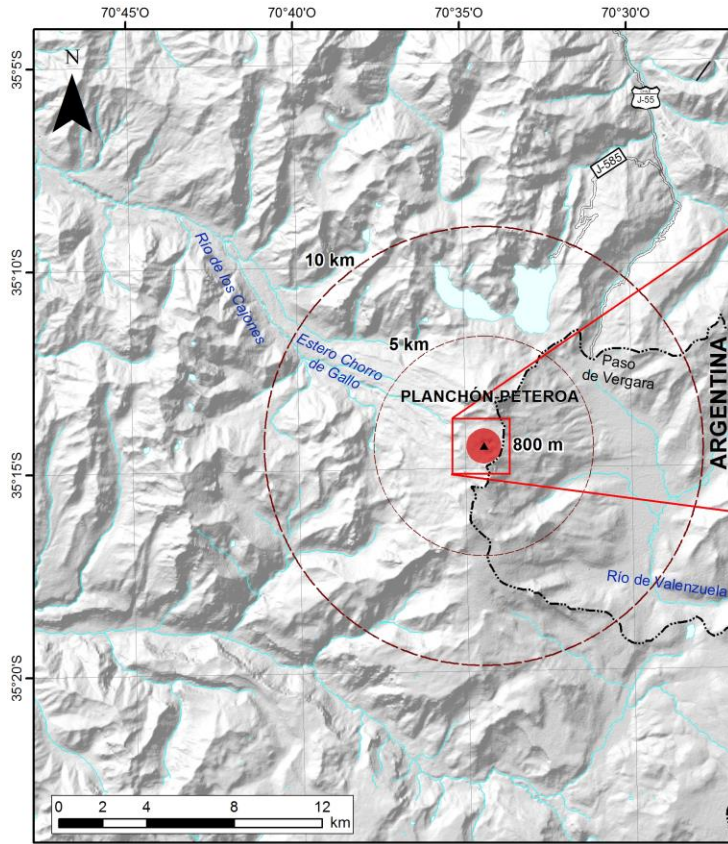 70°45'O
70°40'O
70°35'O
70°30'O
35°5'S
35°10'S
35°15'S
35°20'S
N
J-55
J-585
Río de los Cajones
10 km
Estero Chorro
de Gallo
5 km
PLANCHÓN-PETEROA
800 m
Paso
de Vergara
ARGENTINA
Río de Valenzuela
0 2 4 8 12
km